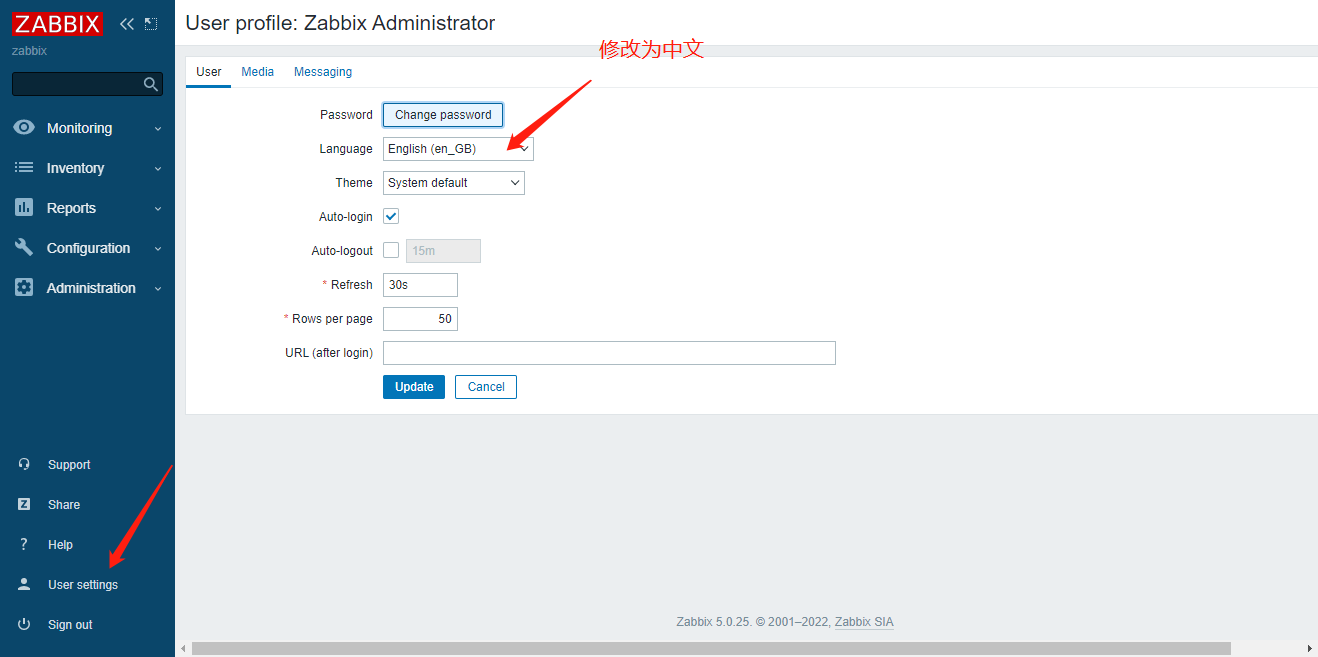 ZABBIX
zabbix
Monitoring
Inventory
Reports
Configuration
Administration
Support
Share
Help
User settings
Sign out
User profile: Zabbix Administrator
修改为中文
User Media Messaging
Password Change password
Language English (en_GB)
Theme System default
Auto-login
Auto-logout 15m
* Refresh 30s
* Rows per page 50
URL (after login)
Update Cancel
Zabbix 5.0.25. © 2001–2022, Zabbix SIA